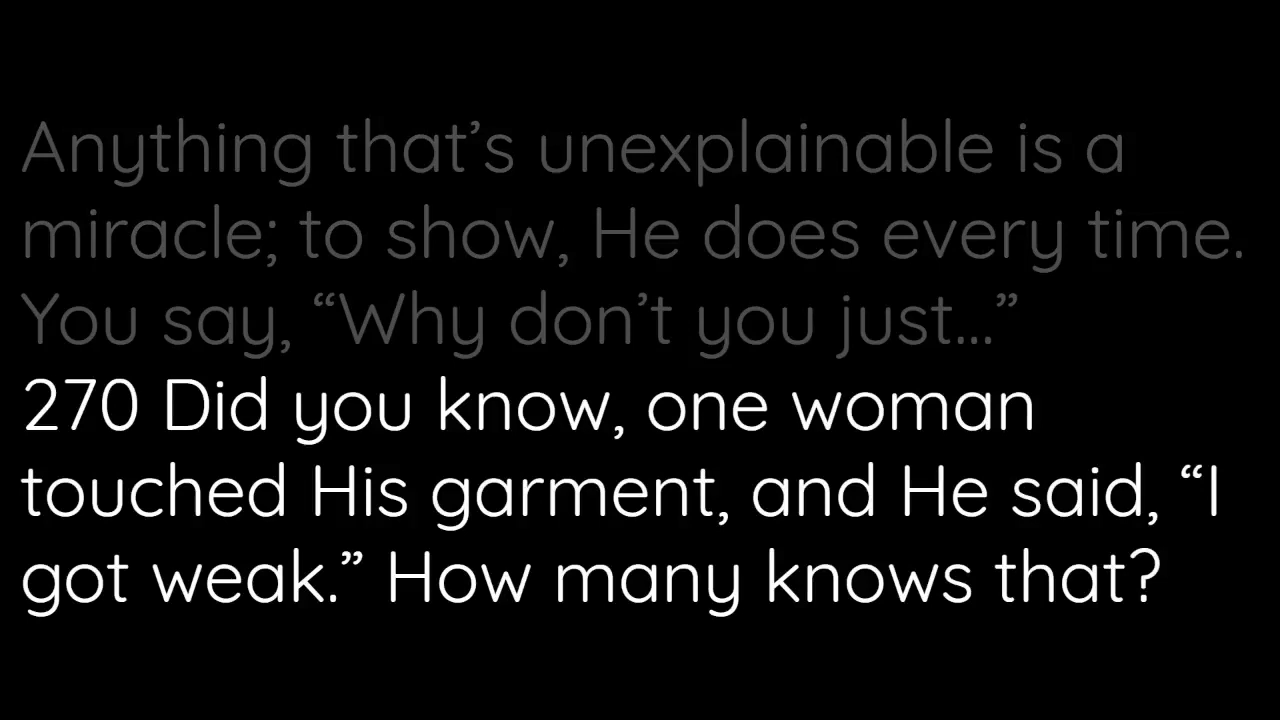 Anything that’s unexplainable is a
miracle; to show, He does every time.
You say, “Why don’t you just...”
270 Did you know, one woman
touched His garment, and He said, “I
got weak.” How many knows that?